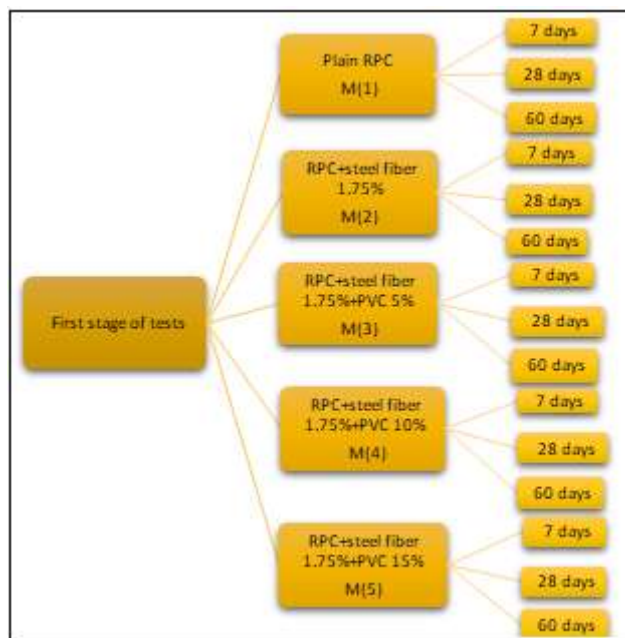 First stage of tests
Plain RPC
M(1)
7 days
28 days
60 days
RPC+steel fiber
1.75%
M(2)
7 days
28 days
60 days
RPC+steel fiber
1.75%+PVC 5%
M(3)
7 days
28 days
60 days
RPC+steel fiber
1.75%+PVC 10%
M(4)
7 days
28 days
60 days
RPC+steel fiber
1.75%+PVC 15%
M(5)
7 days
28 days
60 days